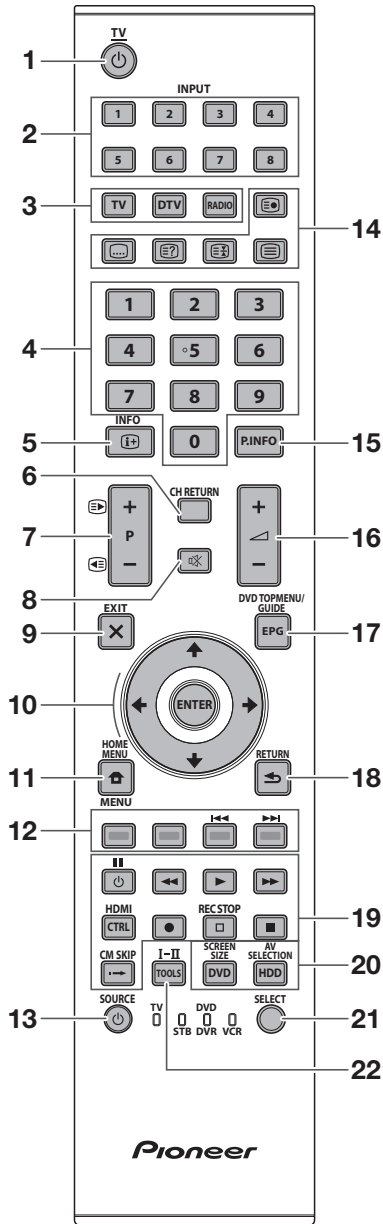 TV
1
INPUT
2
1 2 3 4
5 6 7 8
3
TV DTV RADIO
14
4
1 2 3
4 5 6
7 8 9
INFO
5
i+
0
P.INFO
15
6
CH RETURN
7
+
P
−
+
−
16
8
EXIT
9
DVD TOPMENU/
GUIDE
EPG
17
10
ENTER
HOME
MENU
11
MENU
RETURN
18
12
HDMI
CTRL
REC STOP
19
CM SKIP
I-II
TOOLS
SCREEN
SIZE
DVD
AV
SELECTION
HDD
20
SOURCE
13
TV
STB
DVD
DVR
VCR
SELECT
21
22
Pioneer